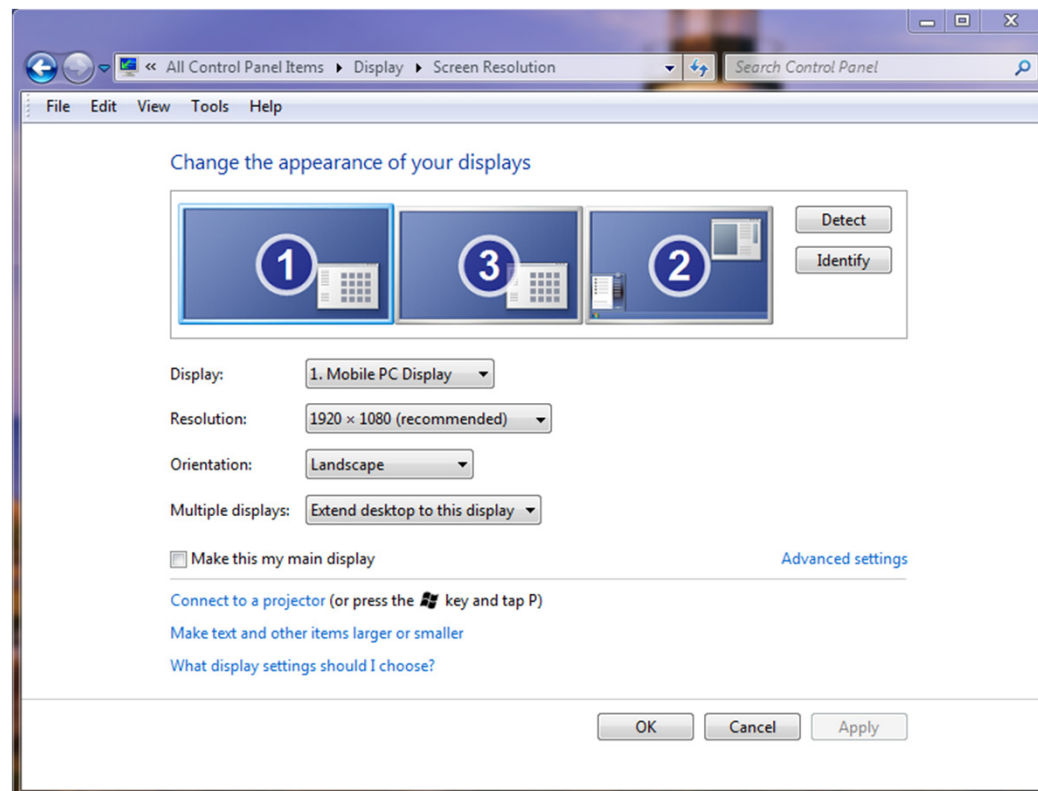 « All Control Panel Items ▸ Display ▸ Screen Resolution Search Control Panel
File Edit View Tools Help
Change the appearance of your displays
1 3 2
Detect
Identify
Display: 1. Mobile PC Display
Resolution: 1920 × 1080 (recommended)
Orientation: Landscape
Multiple displays: Extend desktop to this display
Make this my main display Advanced settings
Connect to a projector (or press the key and tap P)
Make text and other items larger or smaller
What display settings should I choose?
OK Cancel Apply